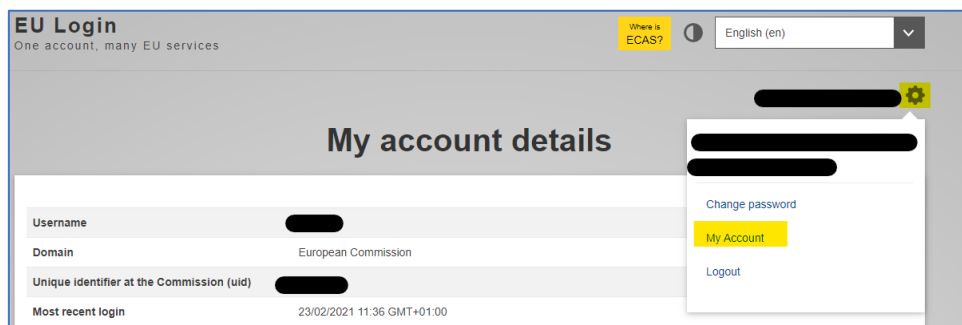 EU Login
One account, many EU services
Where is
ECAS?
English (en)
My account details
Change password
My Account
Logout
Username
Domain European Commission
Unique identifier at the Commission (uid)
Most recent login 23/02/2021 11:36 GMT+01:00